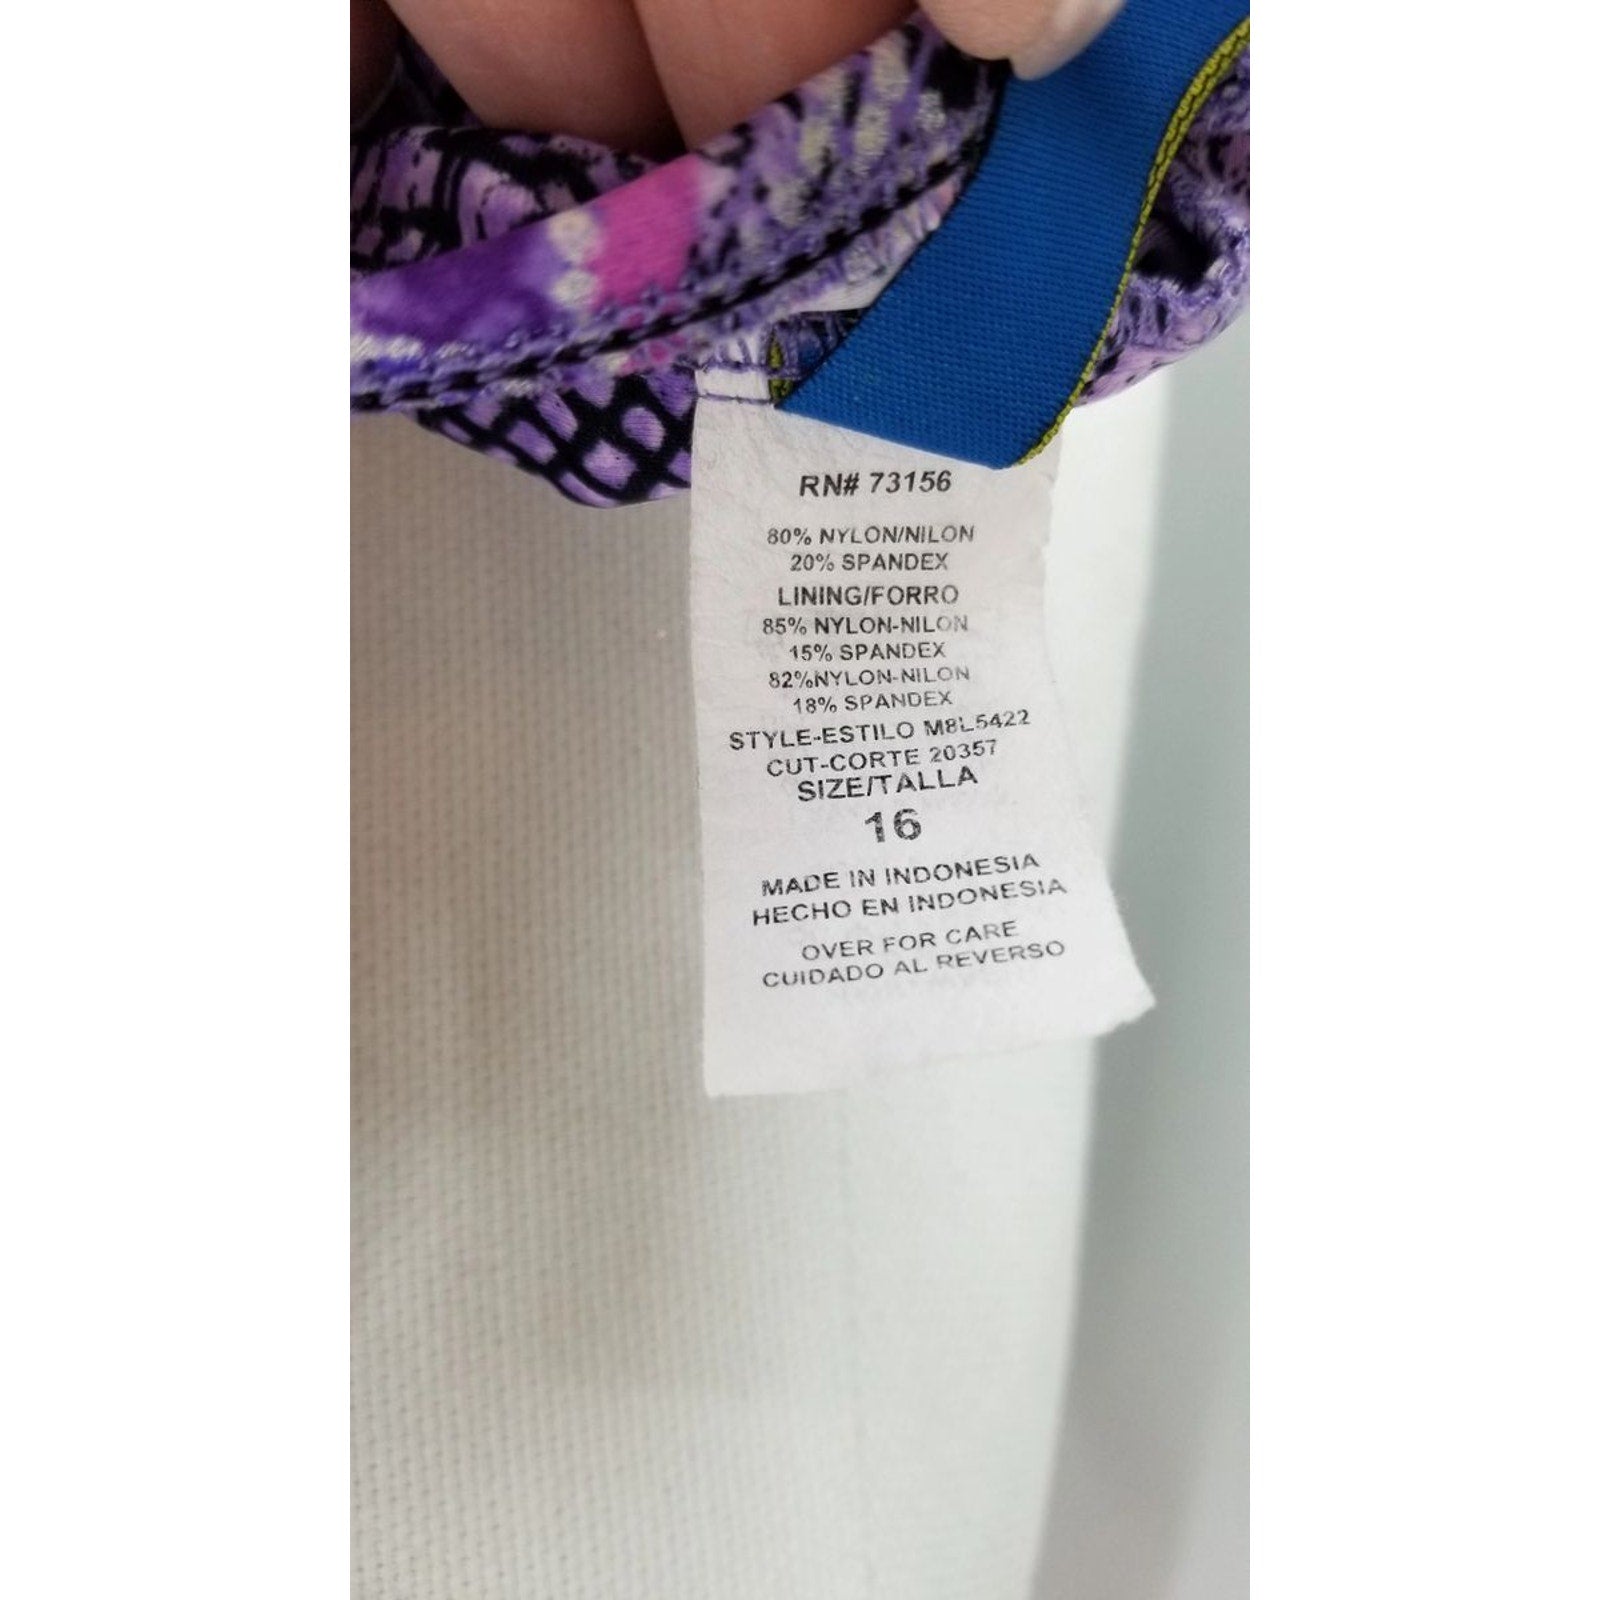 RN# 73156
80% NYLON/NILON
20% SPANDEX
LINING/FORRO
85% NYLON-NILON
15% SPANDEX
82%NYLON-NILON
18% SPANDEX
STYLE-ESTILO M8L5422
CUT-CORTE 20357
SIZE/TALLA
16
MADE IN INDONESIA
HECHO EN INDONESIA
OVER FOR CARE
CUIDADO AL REVERSO